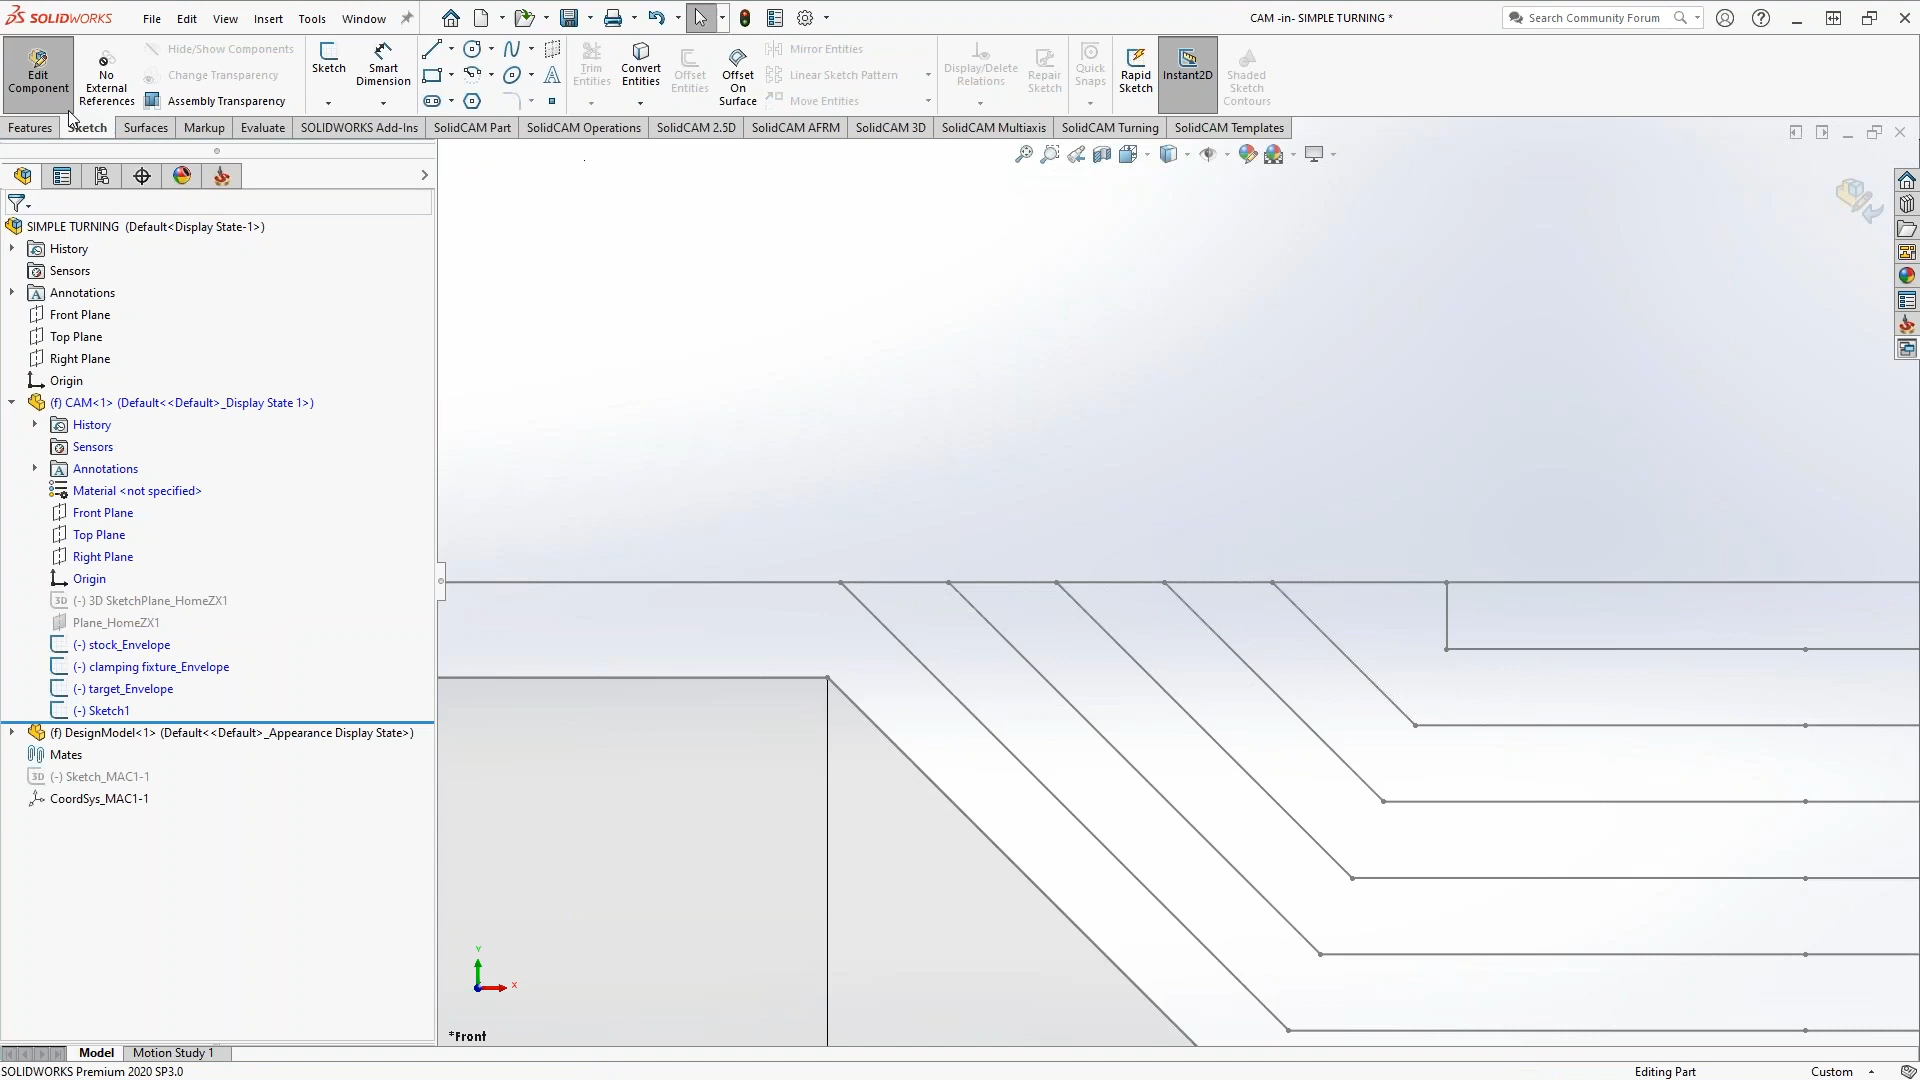 SOLIDWORKS File Edit View Insert Tools Window CAM -in- SIMPLE TURNING * Search Community Forum
Edit Component
No External References
Hide/Show Components
Change Transparency
Assembly Transparency
Sketch
Smart Dimension
Trim Entities
Convert Entities
Offset Entities
Offset On Surface
Mirror Entities
Linear Sketch Pattern
Move Entities
Display/Delete Relations
Repair Sketch
Quick Snaps
Rapid Sketch
Instant2D
Shaded Sketch Contours
Features Sketch Surfaces Markup Evaluate SOLIDWORKS Add-Ins SolidCAM Part SolidCAM Operations SolidCAM 2.5D SolidCAM AFRM SolidCAM 3D SolidCAM Multiaxis SolidCAM Turning SolidCAM Templates
SIMPLE TURNING (Default<Display State-1>)
History
Sensors
A Annotations
Front Plane
Top Plane
Right Plane
Origin
(f) CAM<1> (Default<<Default>_Display State 1>)
History
Sensors
A Annotations
Material <not specified>
Front Plane
Top Plane
Right Plane
Origin
3D (-) 3D SketchPlane_HomeZX1
Plane_HomeZX1
(-) stock_Envelope
(-) clamping fixture_Envelope
(-) target_Envelope
(-) Sketch1
(f) DesignModel<1> (Default<<Default>_Appearance Display State>)
Mates
3D (-) Sketch_MAC1-1
CoordSys_MAC1-1
Y
X
*Front
Model Motion Study 1
SOLIDWORKS Premium 2020 SP3.0 Editing Part Custom